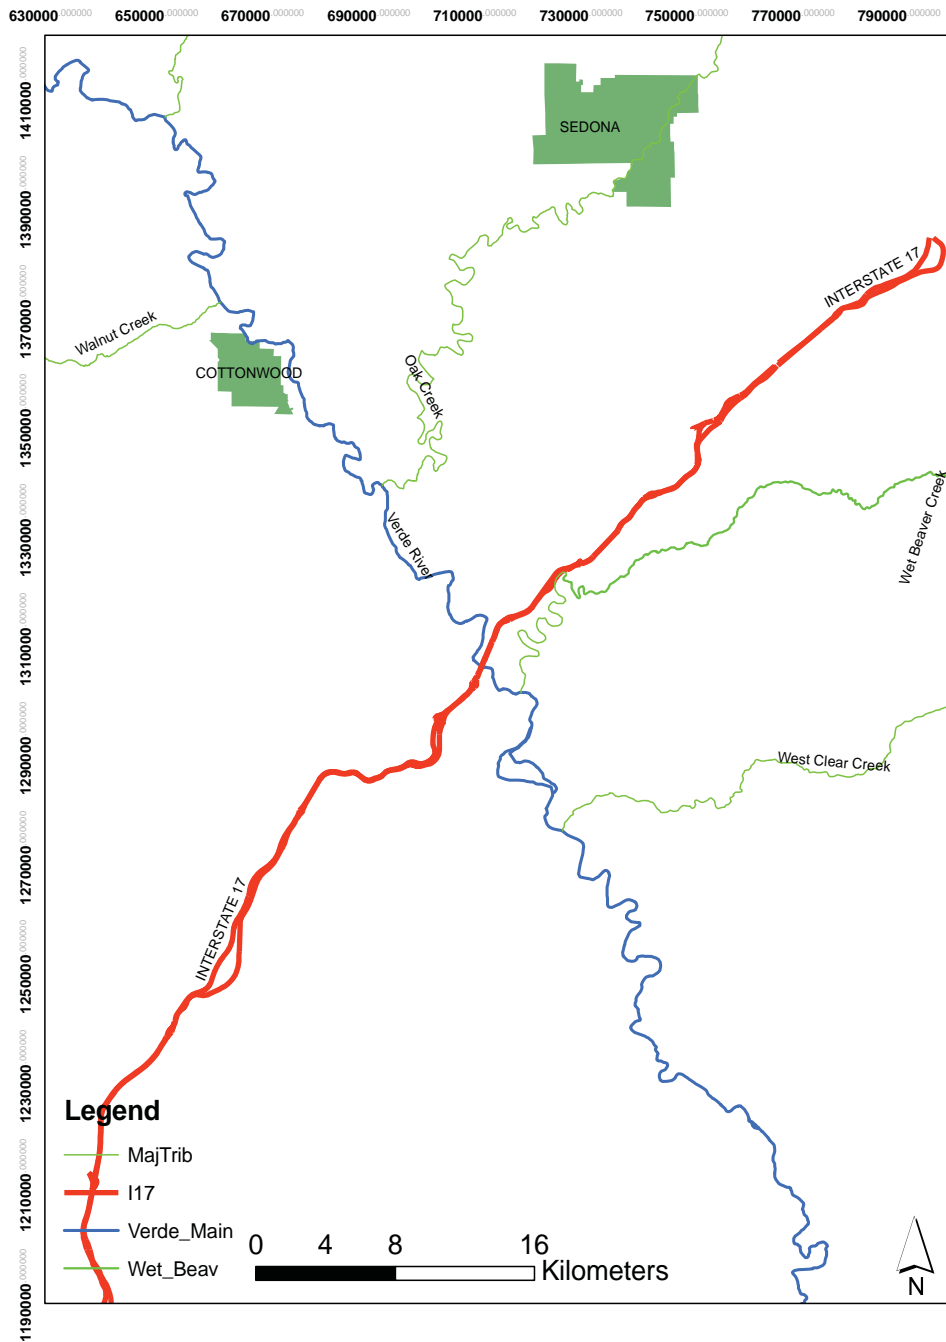 630000.000000 650000.000000 670000.000000 690000.000000 710000.000000 730000.000000 750000.000000 770000.000000 790000.000000
1410000.000000
SEDONA
1390000.000000
INTERSTATE 17
1370000.000000
Walnut Creek
COTTONWOOD
Oak Creek
1350000.000000
Verde River
Wet Beaver Creek
1330000.000000
1310000.000000
1290000.000000
West Clear Creek
1270000.000000
INTERSTATE 17
1250000.000000
1230000.000000
Legend
MajTrib
I17
1210000.000000
Verde_Main
Wet_Beav
0 4 8 16
Kilometers
N
1190000.000000